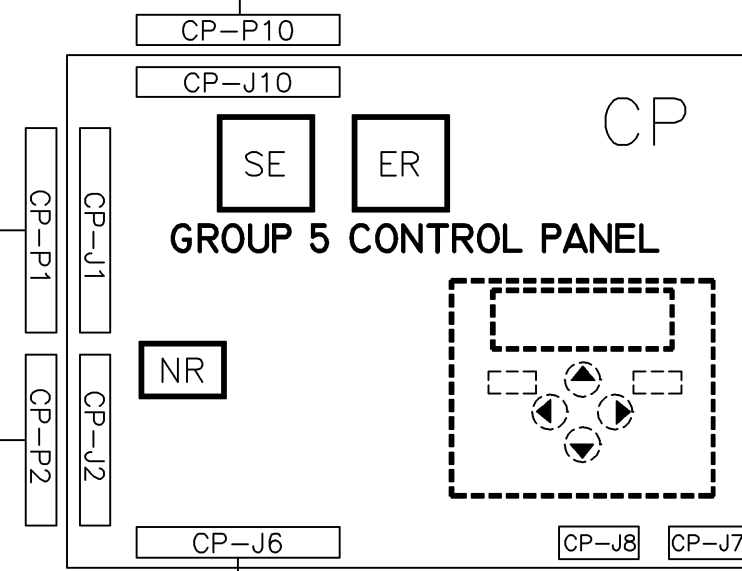 CP-P10
CP-J10
CP
SE
ER
GROUP 5 CONTROL PANEL
CP-P1
CP-J1
NR
CP-P2
CP-J2
CP-J6
CP-J8
CP-J7